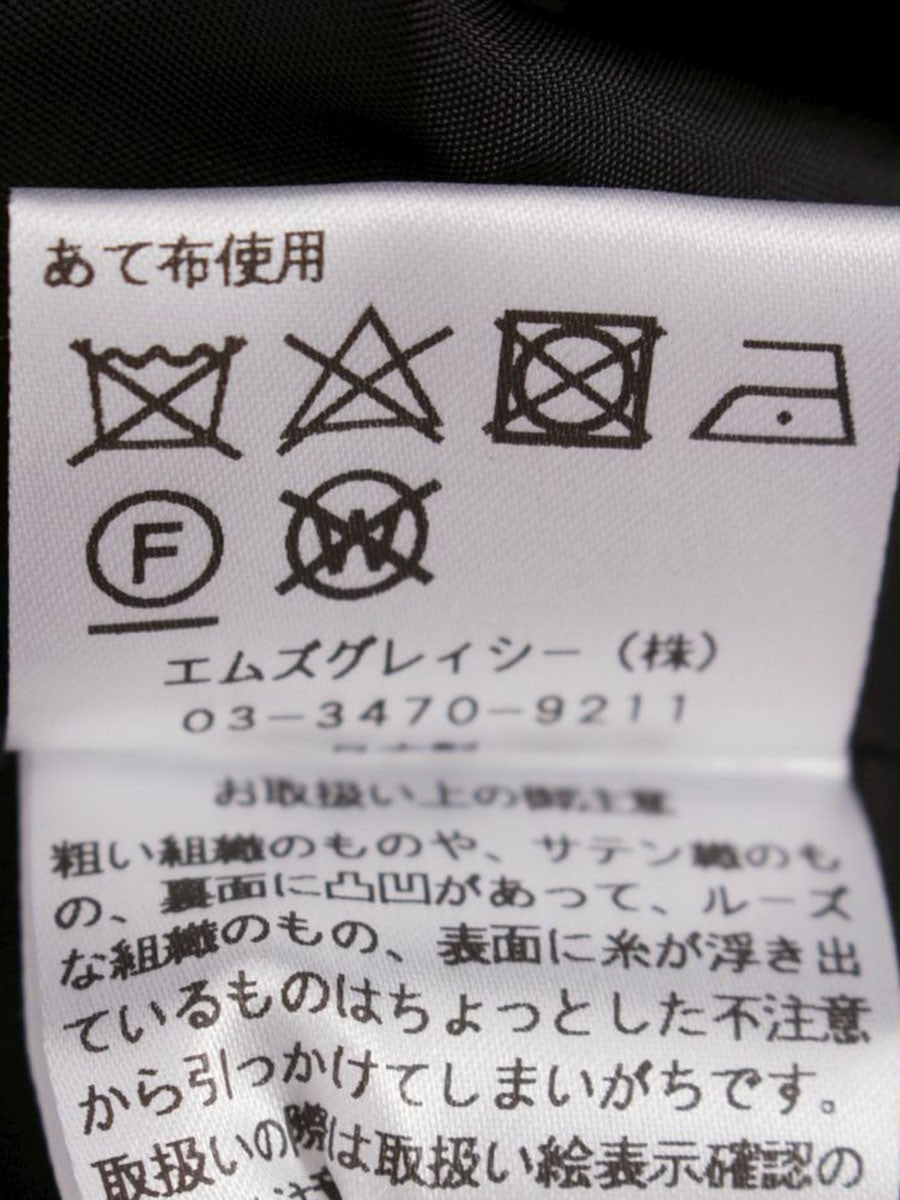 あて布使用
F
W
エムズグレイシー（株）
03-3470-9211
お取扱い上の御注意
粗い組織のものや、サテン織のも
の、裏面に凸凹があって、ルーズ
な組織のもの、表面に糸が浮き出
ているものはちょっとした不注意
から引っかけてしまいがちです。
取扱いの際は取扱い絵表示確認の